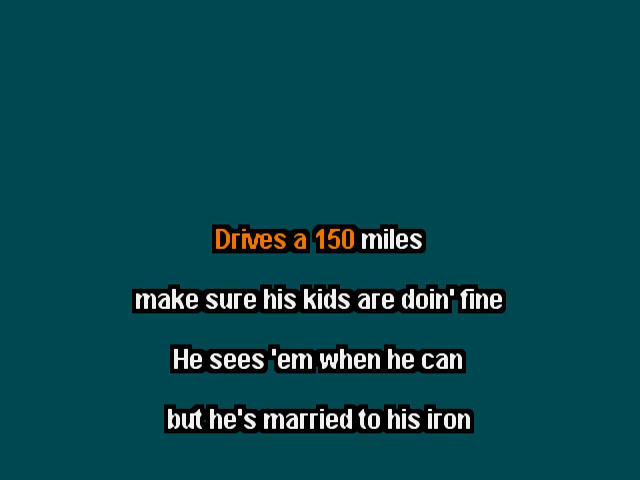 Drives a 150 miles
make sure his kids are doin' fine
He sees 'em when he can
but he's married to his iron